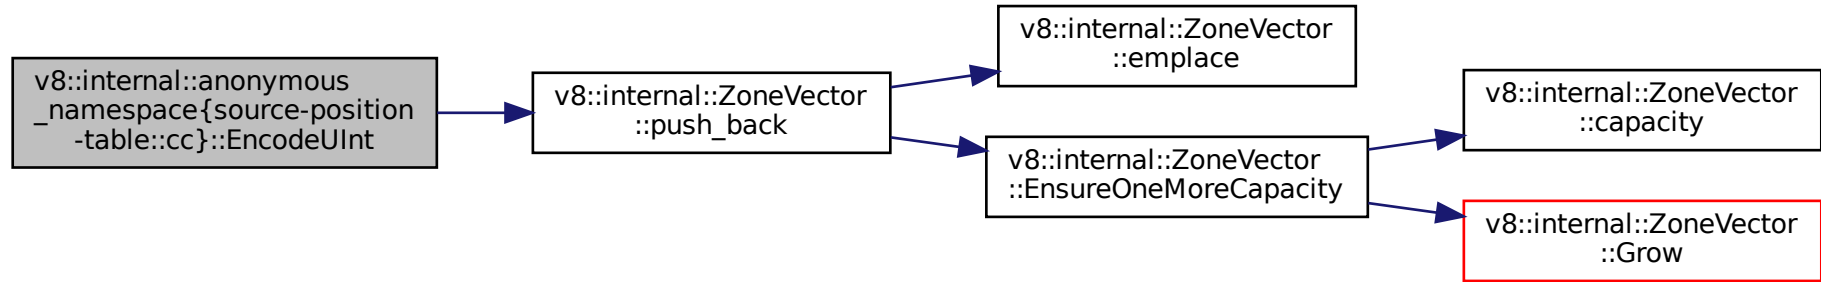 v8::internal::anonymous
_namespace{source-position
-table::cc}::EncodeUInt
v8::internal::ZoneVector
::push_back
v8::internal::ZoneVector
::emplace
v8::internal::ZoneVector
::EnsureOneMoreCapacity
v8::internal::ZoneVector
::capacity
v8::internal::ZoneVector
::Grow